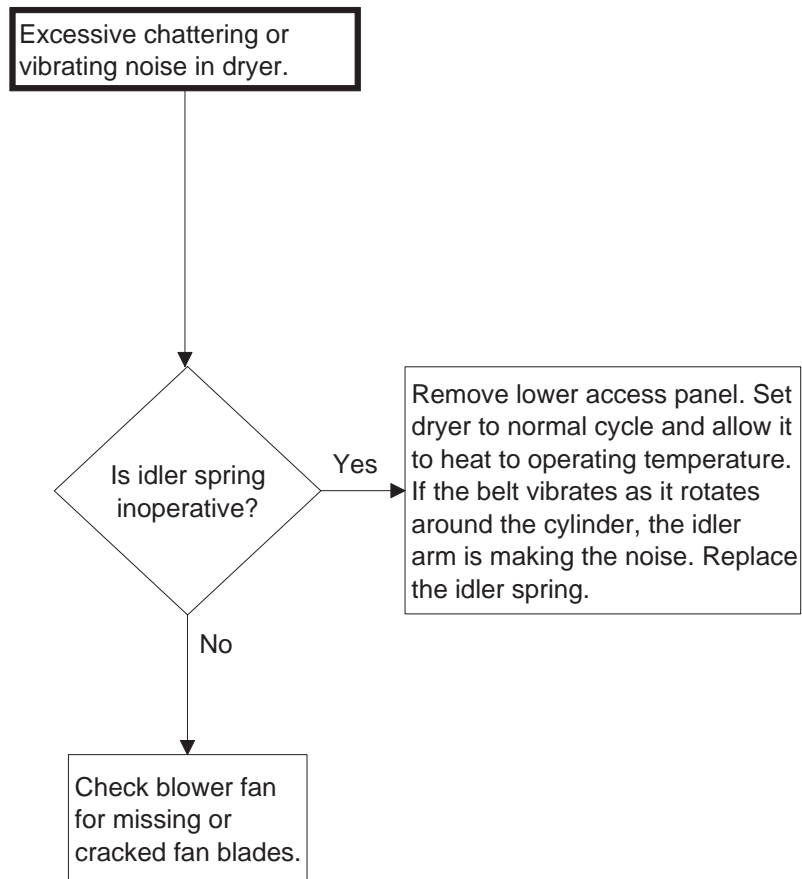 Excessive chattering or
vibrating noise in dryer.
Is idler spring
inoperative?
Yes
Remove lower access panel. Set
dryer to normal cycle and allow it
to heat to operating temperature.
If the belt vibrates as it rotates
around the cylinder, the idler
arm is making the noise. Replace
the idler spring.
No
Check blower fan
for missing or
cracked fan blades.